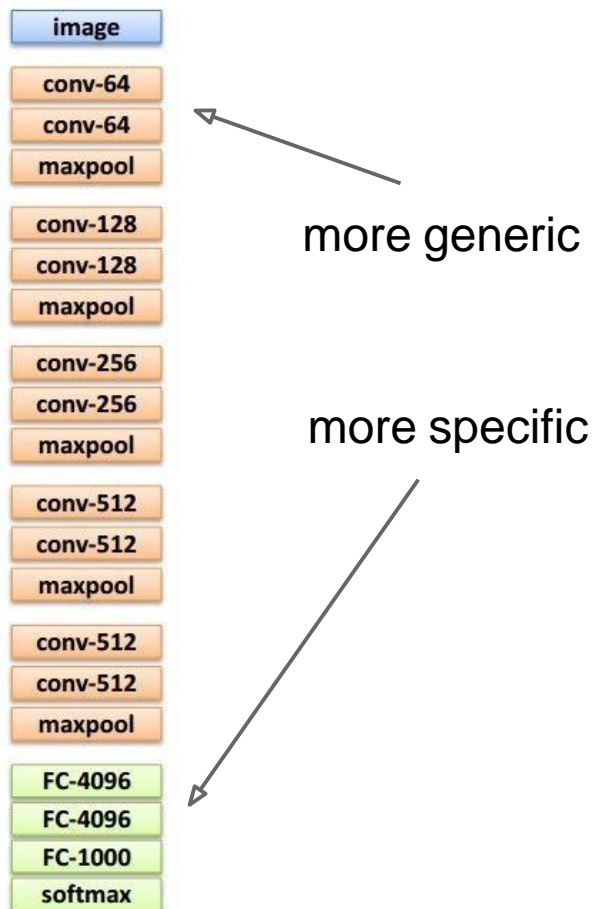 image
conv-64
conv-64
maxpool
more generic
conv-128
conv-128
maxpool
conv-256
conv-256
maxpool
more specific
conv-512
conv-512
maxpool
conv-512
conv-512
maxpool
FC-4096
FC-4096
FC-1000
softmax